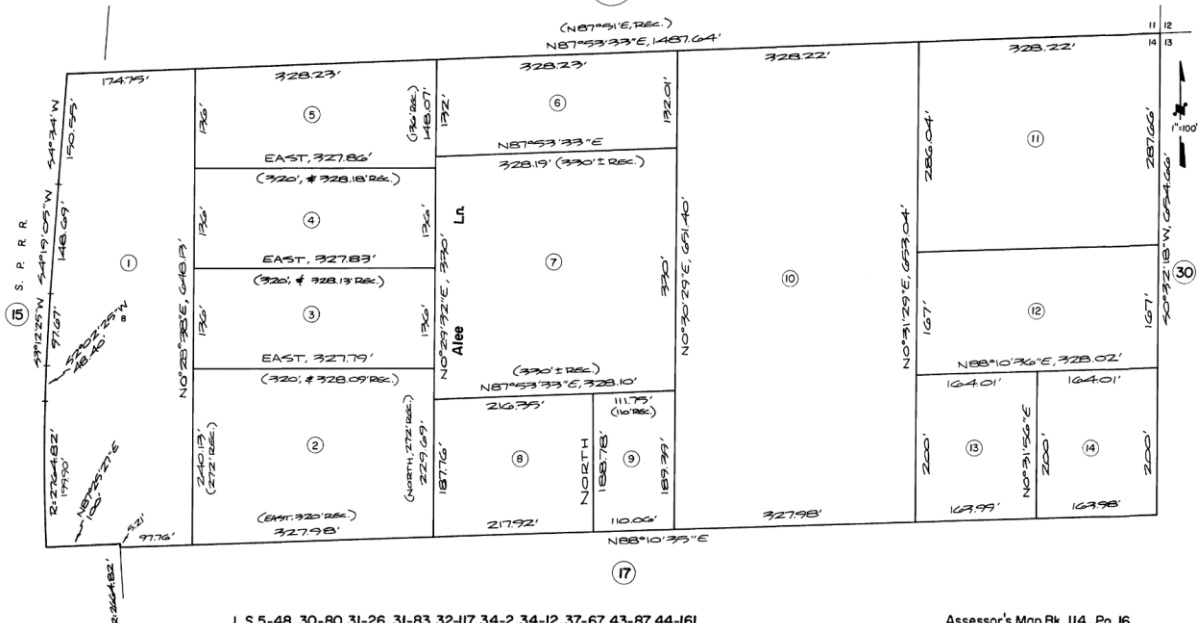 (N87°51'E, REC.)
N87°53'33"E, 1487.64'
11 12
14 13
1"=100'
174.75'
328.23'
328.23'
328.22'
328.22'
S4°34'W
150.55'
S4°19'05"W
148.69'
S3°12'25"W
97.67'
S2°02'25"W
48.40'
8
S. P. R. R.
15
1
R=2764.82'
199.90'
N87°25'27"E
100'
5.21'
97.76'
R=2664.82'
N0°28'38"E, 648.13'
136'
5
(136' REC.)
148.07'
EAST, 327.86'
(320', & 328.18' REC.)
136'
4
136'
EAST, 327.83'
(320', & 328.13' REC.)
136'
3
136'
EAST, 327.79'
(320', & 328.09' REC.)
240.13'
(272' REC.)
2
(NORTH, 272' REC.)
229.69'
(EAST, 320' REC.)
327.98'
132'
6
132.01'
N87°53'33"E
328.19' (330'± REC.)
Alee Ln.
N0°29'32"E, 330'
7
330'
(330'± REC.)
N87°53'33"E, 328.10'
216.35'
111.75'
(110' REC.)
187.76'
8
NORTH
188.78'
9
189.39'
217.92'
110.06'
N0°30'29"E, 651.40'
10
327.98'
N88°10'35"E
N0°31'29"E, 653.04'
286.04'
11
287.66'
S0°32'18"W, 654.66'
30
167'
12
167'
N88°10'36"E, 328.02'
164.01'
164.01'
200'
13
N0°31'56"E
200'
14
200'
163.99'
163.98'
17
L.S. 5-48, 30-80, 31-26, 31-83, 32-117, 34-2, 34-12, 37-67, 43-87, 44-161
Assessor's Map Bk. 114, Pg. 16